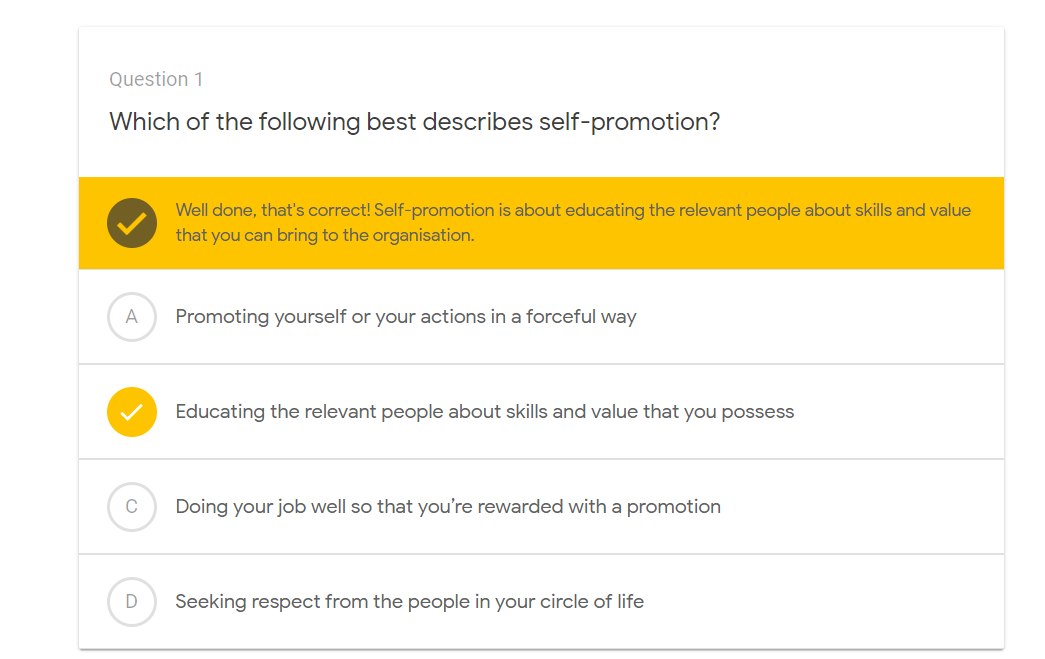 Question 1
Which of the following best describes self-promotion?
Well done, that's correct! Self-promotion is about educating the relevant people about skills and value
that you can bring to the organisation.
A Promoting yourself or your actions in a forceful way
Educating the relevant people about skills and value that you possess
C Doing your job well so that you’re rewarded with a promotion
D Seeking respect from the people in your circle of life